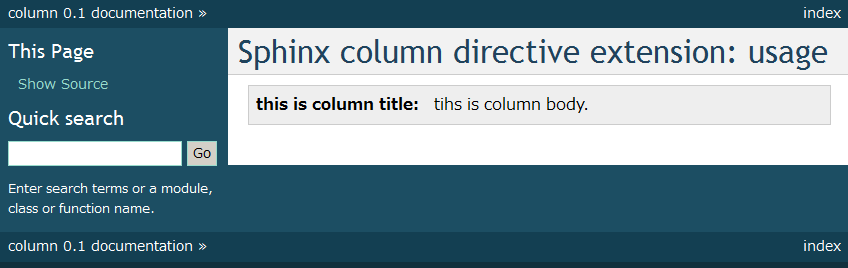 column 0.1 documentation » index
This Page
Show Source
Quick search
Go
Enter search terms or a module,
class or function name.
Sphinx column directive extension: usage
this is column title: tihs is column body.
column 0.1 documentation » index